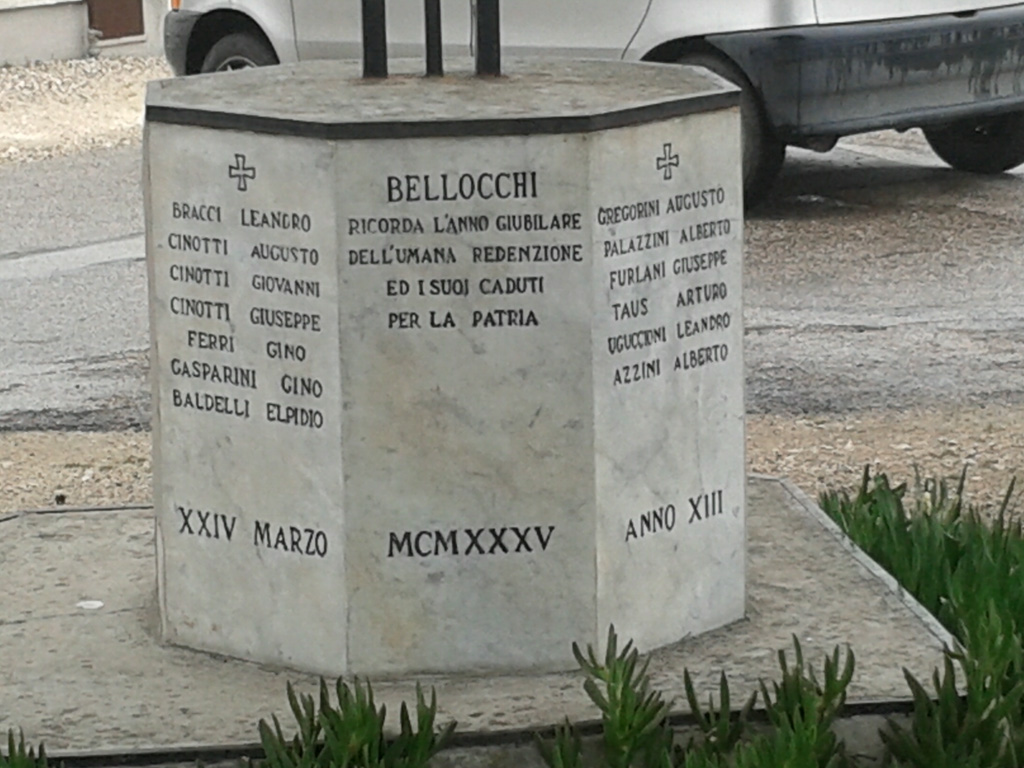 BRACCI LEANDRO
CINOTTI AUGUSTO
CINOTTI GIOVANNI
CINOTTI GIUSEPPE
FERRI GINO
GASPARINI GINO
BALDELLI ELPIDIO
XXIV MARZO
BELLOCCHI
RICORDA L'ANNO GIUBILARE
DELL'UMANA REDENZIONE
ED I SUOI CADUTI
PER LA PATRIA
MCMXXXV
GREGORINI AUGUSTO
PALAZZINI ALBERTO
FURLANI GIUSEPPE
TAUS ARTURO
UGUCCIONI LEANDRO
AZZINI ALBERTO
ANNO XIII